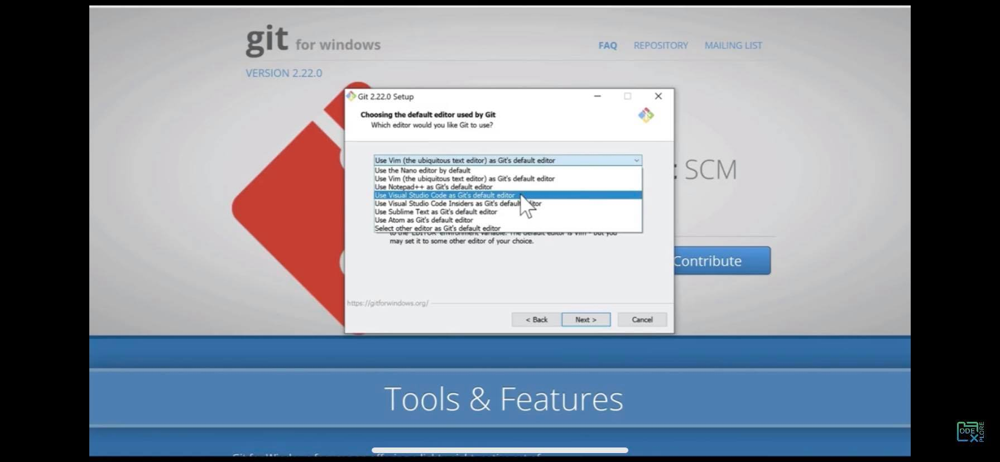 git for windows
FAQ REPOSITORY MAILING LIST
VERSION 2.22.0
Git 2.22.0 Setup
Choosing the default editor used by Git
Which editor would you like Git to use?
Use Vim (the ubiquitous text editor) as Git's default editor
Use the Nano editor by default
Use Vim (the ubiquitous text editor) as Git's default editor
Use Notepad++ as Git's default editor
Use Visual Studio Code as Git's default editor
Use Visual Studio Code Insiders as Git's default editor
Use Sublime Text as Git's default editor
Use Atom as Git's default editor
Select other editor as Git's default editor
to the 'EDITOR' environment variable. The default editor is Vim - but you
may set it to some other editor of your choice.
SCM
Contribute
https://gitforwindows.org/
< Back Next > Cancel
Tools & Features
ODE
XPLORE